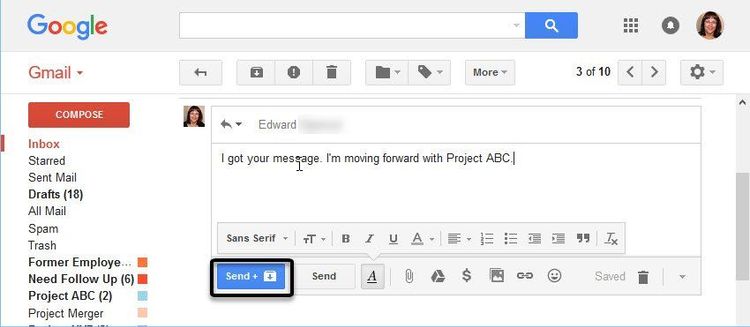 Google
Gmail
More
3 of 10
COMPOSE
Inbox
Starred
Sent Mail
Drafts (18)
All Mail
Spam
Trash
Former Employe...
Need Follow Up (6)
Project ABC (2)
Project Merger
Edward
I got your message. I'm moving forward with Project ABC.
Sans Serif
Send +
Send
Saved